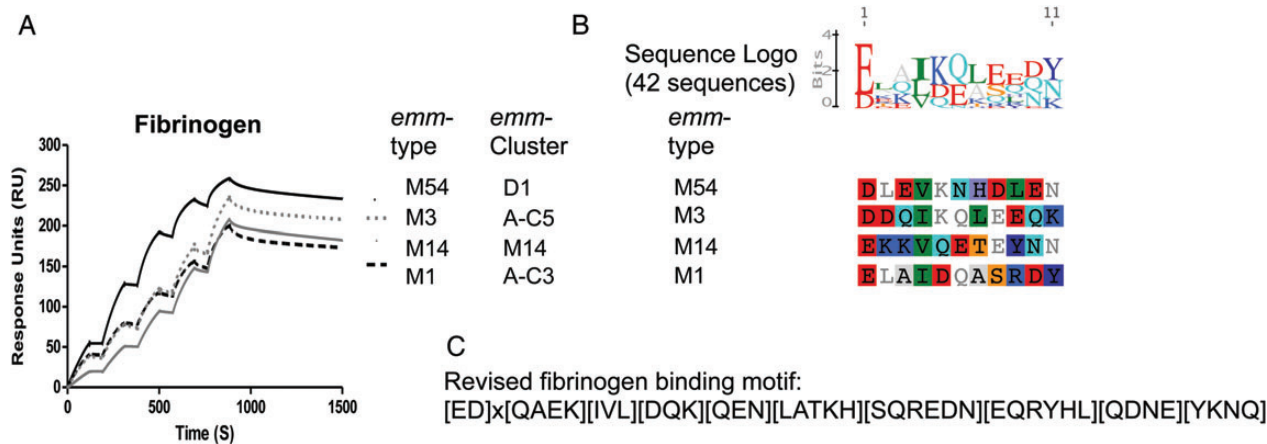 A
Fibrinogen
Response Units (RU)
300
250
200
150
100
50
0
0 500 1000 1500
Time (S)
emm-type emm-Cluster
M54 D1
M3 A-C5
M14 M14
M1 A-C3
B
Sequence Logo
(42 sequences)
1 11
Bits
4
2
0
E L A I K Q L E E D Y
emm-type
M54 DLEVKNHDLEN
M3 DDQIKQLEEQK
M14 EKKVQETEYNN
M1 ELAIDQASRDY
C
Revised fibrinogen binding motif:
[ED]x[QAEK][IVL][DQK][QEN][LATKH][SQREDN][EQRYHL][QDNE][YKNQ]